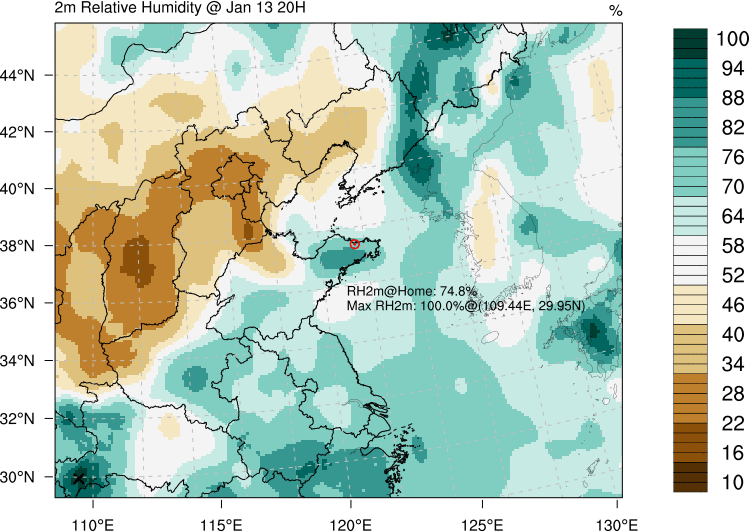 2m Relative Humidity @ Jan 13 20H
%
44°N
42°N
40°N
38°N
36°N
34°N
32°N
30°N
RH2m@Home: 74.8%
Max RH2m: 100.0%@(109.44E, 29.95N)
110°E
115°E
120°E
125°E
130°E
100
94
88
82
76
70
64
58
52
46
40
34
28
22
16
10